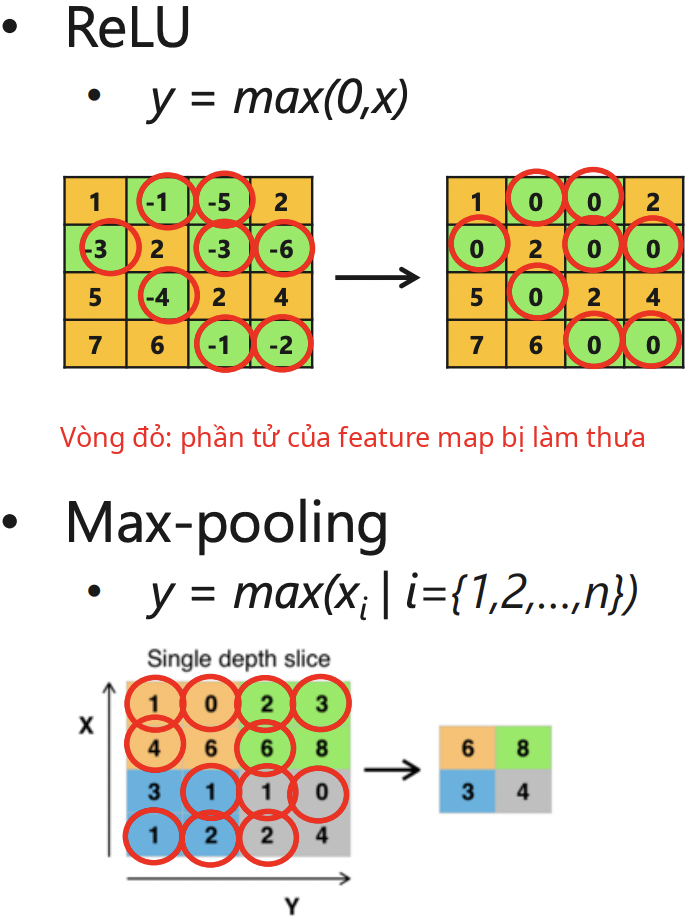 • ReLU
• y = max(0,x)
1 -1 -5 2 1 0 0 2
-3 2 -3 -6 0 2 0 0
5 -4 2 4 5 0 2 4
7 6 -1 -2 7 6 0 0
Vòng đỏ: phần tử của feature map bị làm thưa
• Max-pooling
• y = max(xᵢ | i={1,2,...,n})
Single depth slice
X
1 0 2 3
4 6 6 8 6 8
3 1 1 0 3 4
1 2 2 4
Y